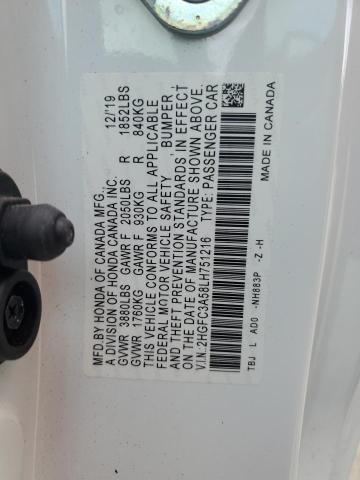 MFD.BY HONDA OF CANADA MFG. 12/19
A DIVISION OF HONDA CANADA INC.
GVWR 3880LBS GAWR F 2050LBS R 1852LBS
GVWR 1760KG GAWR F 930KG R 840KG
THIS VEHICLE CONFORMS TO ALL APPLICABLE
FEDERAL MOTOR VEHICLE SAFETY, BUMPER,
AND THEFT PREVENTION STANDARDS IN EFFECT
ON THE DATE OF MANUFACTURE SHOWN ABOVE.
V.I.N.:2HGFC3A58LH751216 TYPE: PASSENGER CAR
TBJ L AD0 -NH883P -Z -H
MADE IN CANADA